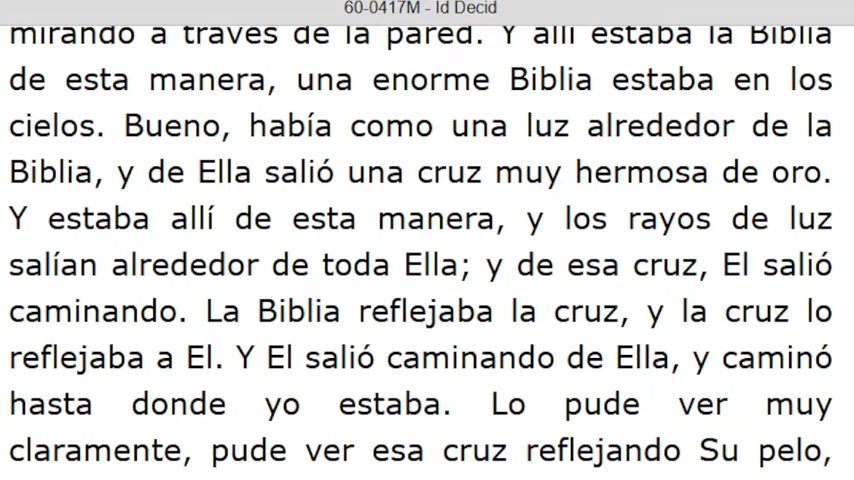 60-0417M - Id Decid
mirando a través de la pared. Y allí estaba la Biblia
de esta manera, una enorme Biblia estaba en los
cielos. Bueno, había como una luz alrededor de la
Biblia, y de Ella salió una cruz muy hermosa de oro.
Y estaba allí de esta manera, y los rayos de luz
salían alrededor de toda Ella; y de esa cruz, El salió
caminando. La Biblia reflejaba la cruz, y la cruz lo
reflejaba a El. Y El salió caminando de Ella, y caminó
hasta donde yo estaba. Lo pude ver muy
claramente, pude ver esa cruz reflejando Su pelo,